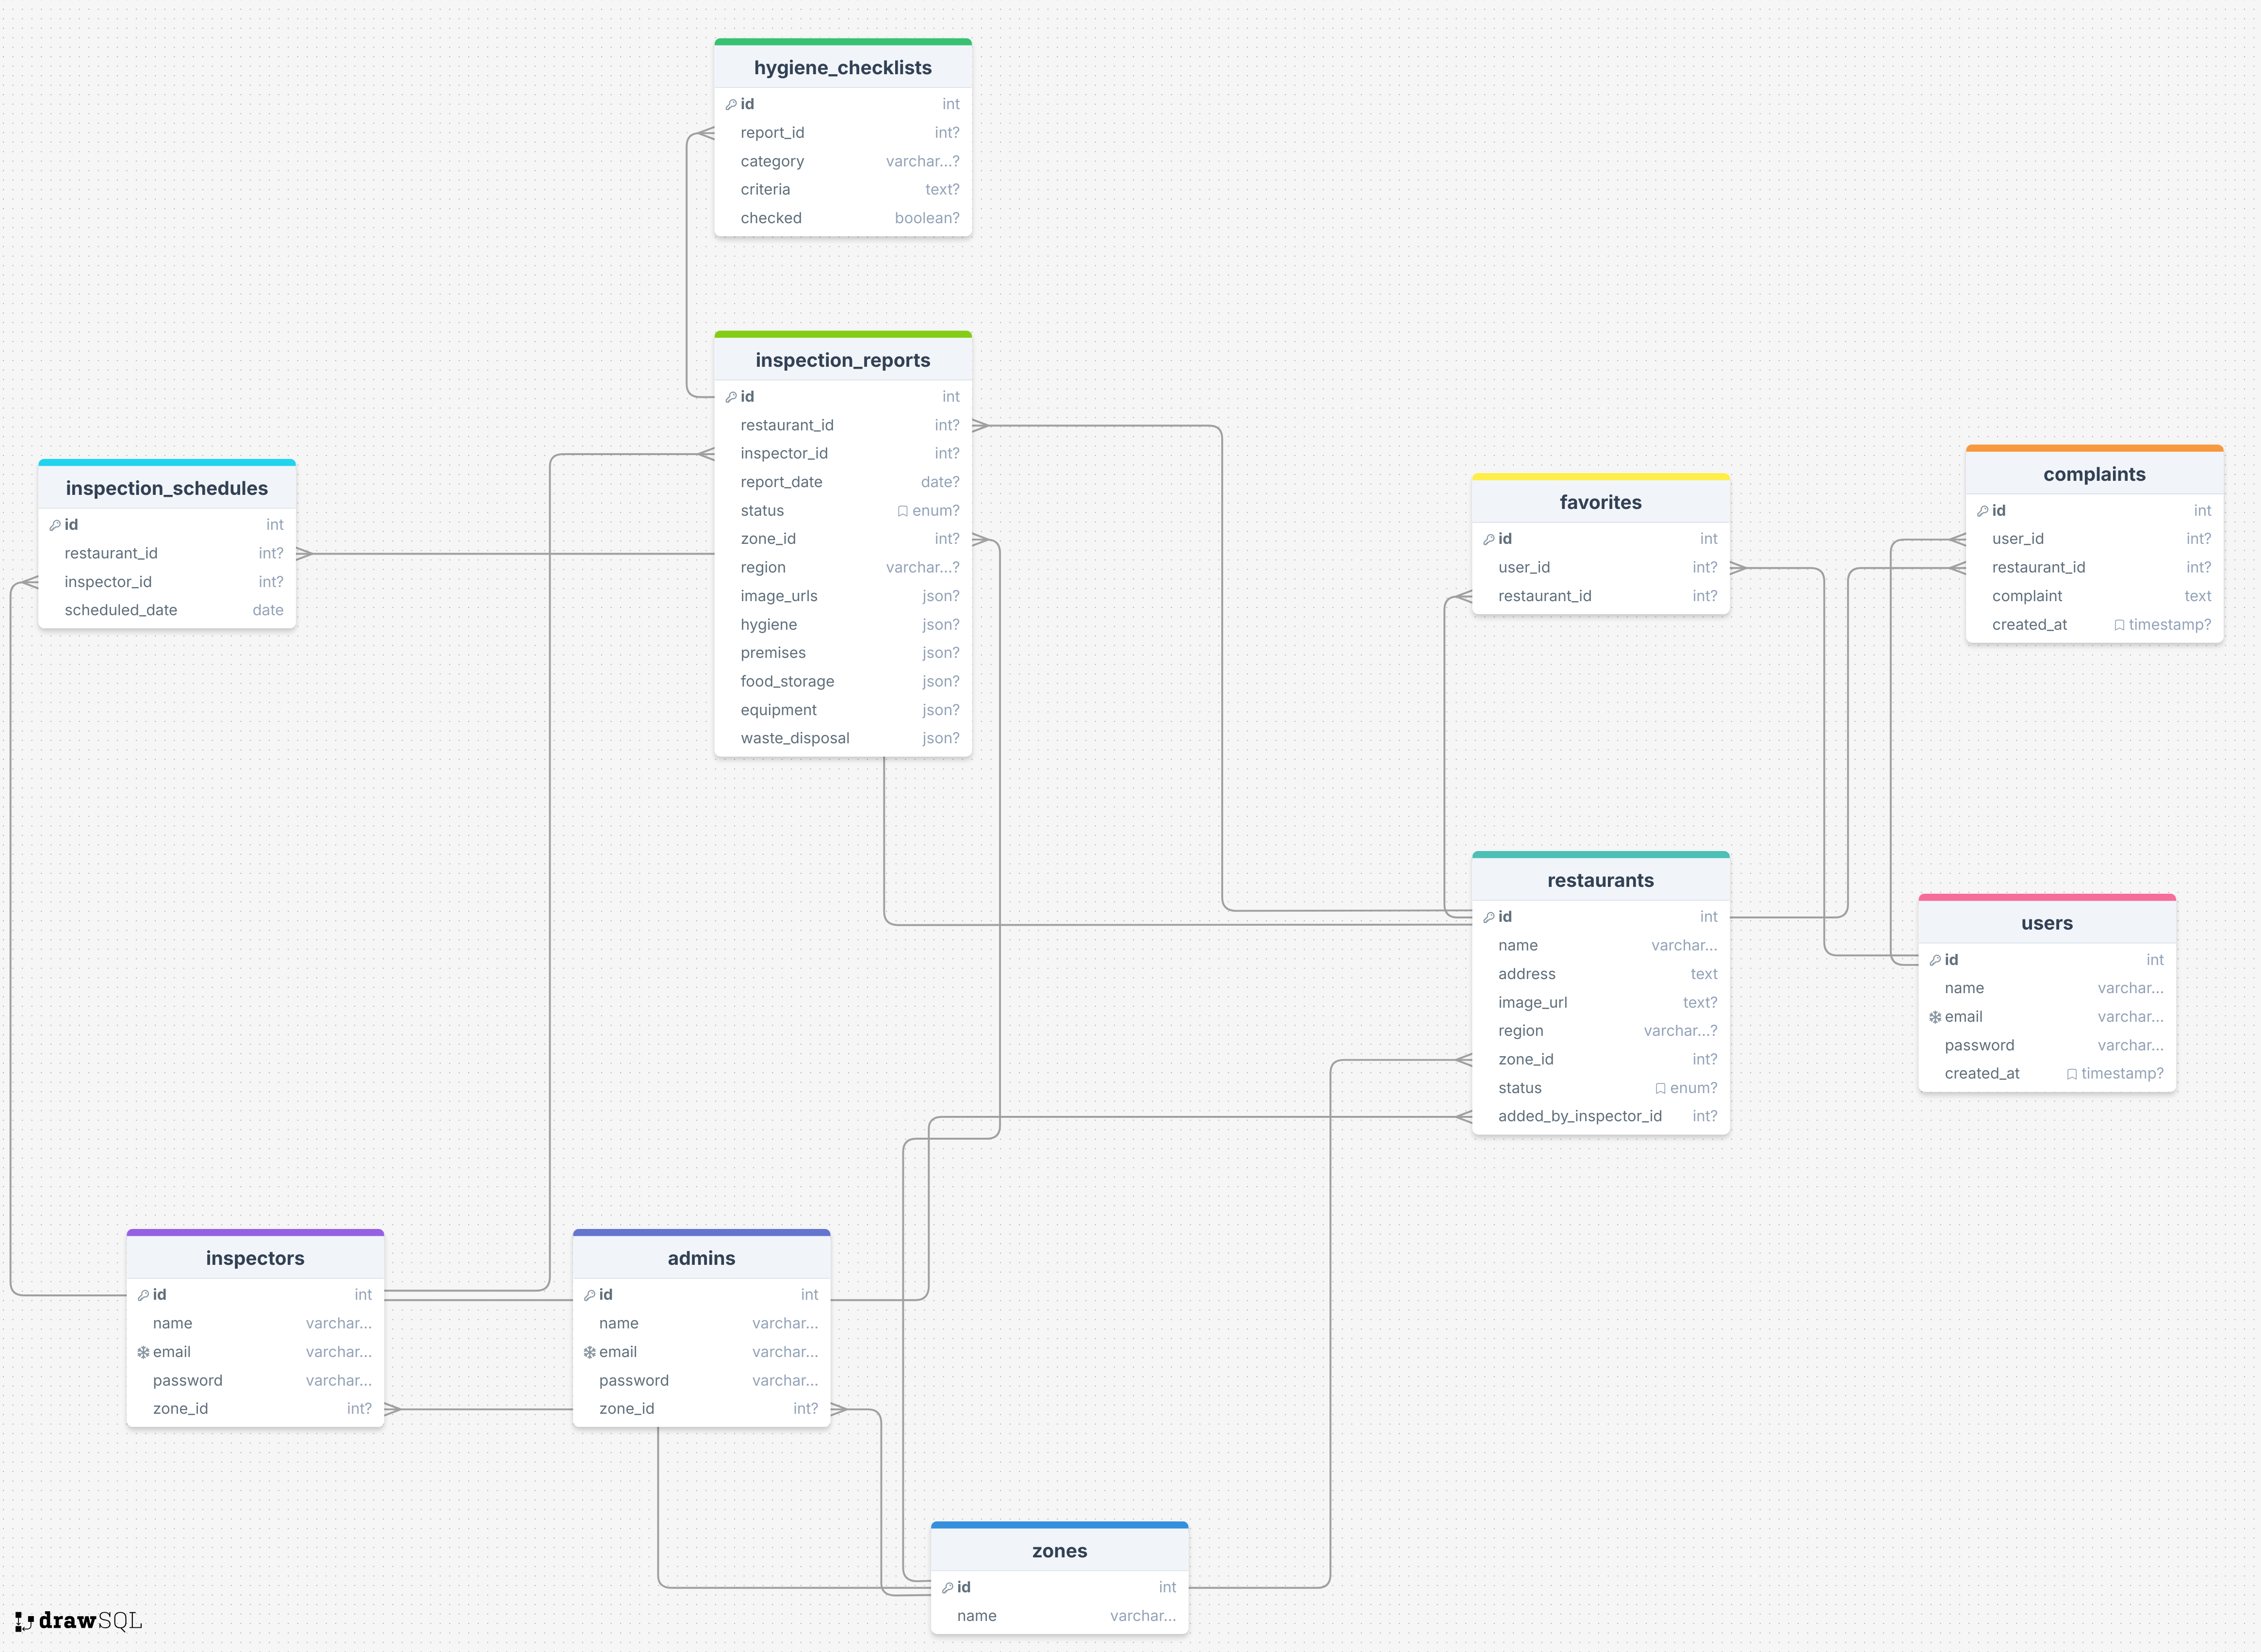 hygiene_checklists
id int
report_id int?
category varchar...?
criteria text?
checked boolean?
inspection_reports
id int
restaurant_id int?
inspector_id int?
report_date date?
status enum?
zone_id int?
region varchar...?
image_urls json?
hygiene json?
premises json?
food_storage json?
equipment json?
waste_disposal json?
inspection_schedules
id int
restaurant_id int?
inspector_id int?
scheduled_date date
favorites
id int
user_id int?
restaurant_id int?
complaints
id int
user_id int?
restaurant_id int?
complaint text
created_at timestamp?
restaurants
id int
name varchar...
address text
image_url text?
region varchar...?
zone_id int?
status enum?
added_by_inspector_id int?
users
id int
name varchar...
email varchar...
password varchar...
created_at timestamp?
inspectors
id int
name varchar...
email varchar...
password varchar...
zone_id int?
admins
id int
name varchar...
email varchar...
password varchar...
zone_id int?
zones
id int
name varchar...
drawSQL